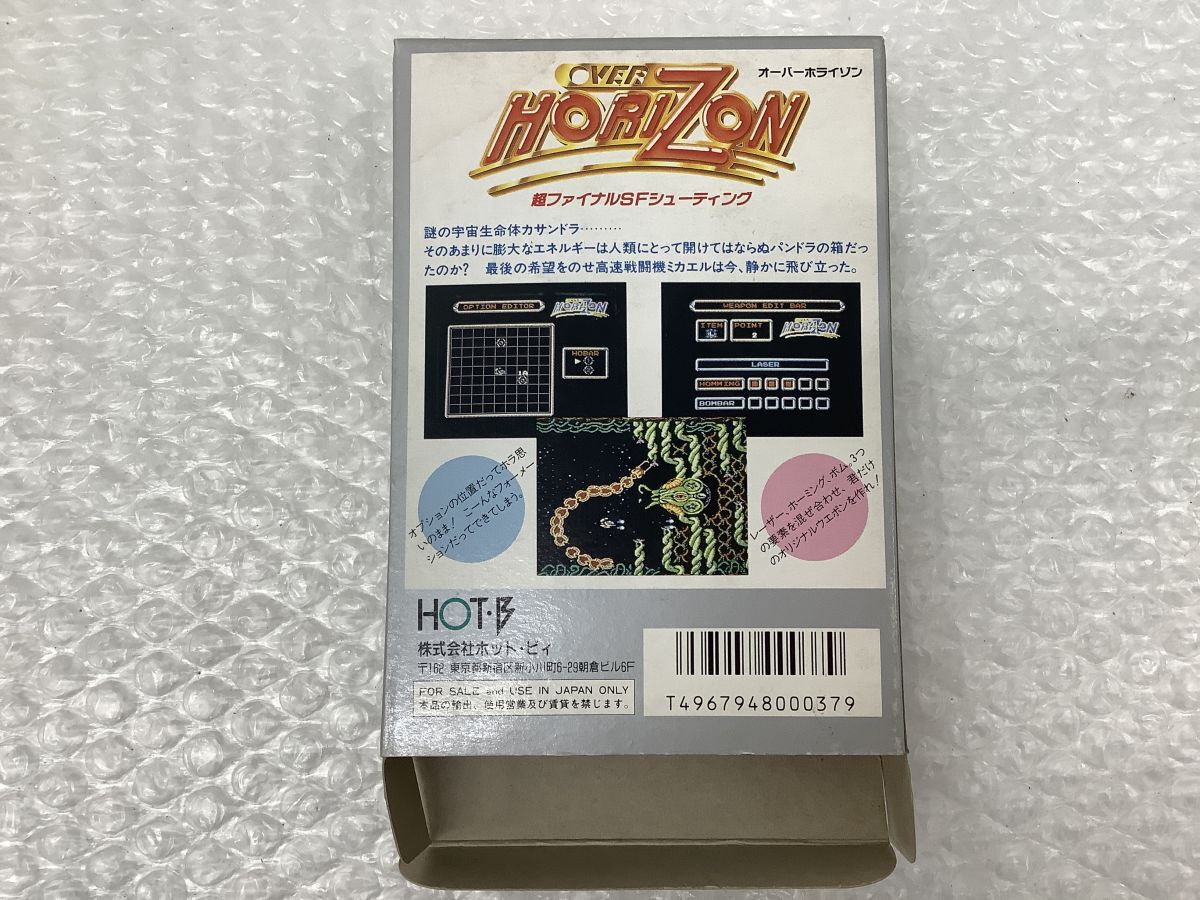 OVER HORIZON
オーバーホライゾン
超ファイナルSFシューティング
謎の宇宙生命体カサンドラ………
そのあまりに膨大なエネルギーは人類にとって開けてはならぬパンドラの箱だっ
たのか? 最後の希望をのせ高速戦闘機ミカエルは今、静かに飛び立った。
OPTION EDITOR
HORIZON
HOBAR
1A
WEAPON EDIT BAR
ITEM
POINT
2
HORIZON
LASER
HOMMING
BOMBAR
オプションの位置だってホラ思
いのまま! こーんなフォーメー
ションだってできてしまう。
レーザー、ホーミング、ボム。3つ
の要素を混ぜ合わせ、君だけ
のオリジナルウエポンを作れ!
HOT・B
株式会社ホット・ビィ
〒162 東京都新宿区新小川町6-29朝倉ビル6F
FOR SALE and USE IN JAPAN ONLY
本品の輸出、使用営業及び賃貸を禁じます。
T4967948000379